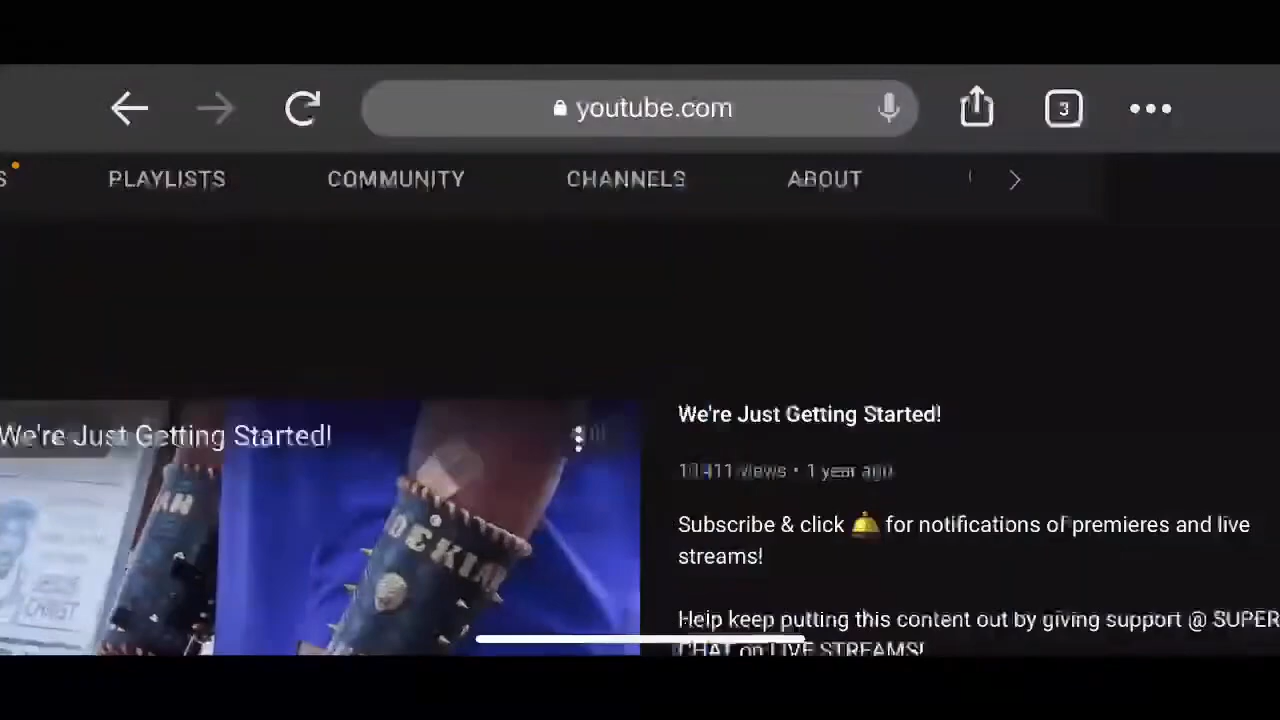 youtube.com
3
S PLAYLISTS COMMUNITY CHANNELS ABOUT
We're Just Getting Started!
We're Just Getting Started!
views • 1 year ago
Subscribe & click 🔔 for notifications of premieres and live
streams!
Help keep putting this content out by giving support @ SUPER
CHAT on LIVE STREAMS!